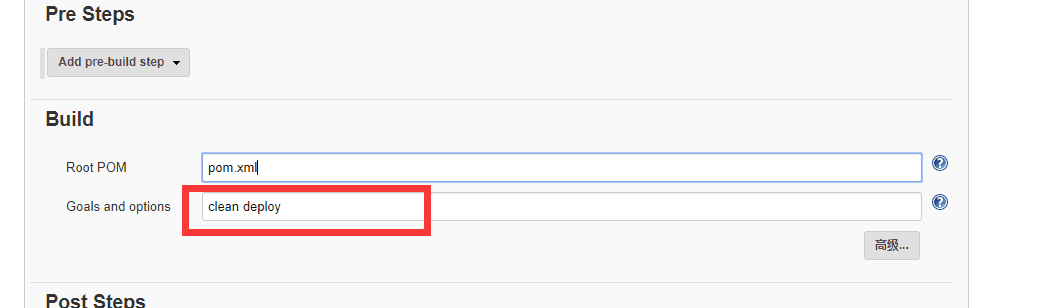 Pre Steps
Add pre-build step
Build
Root POM pom.xml
Goals and options clean deploy
高级...
Post Steps